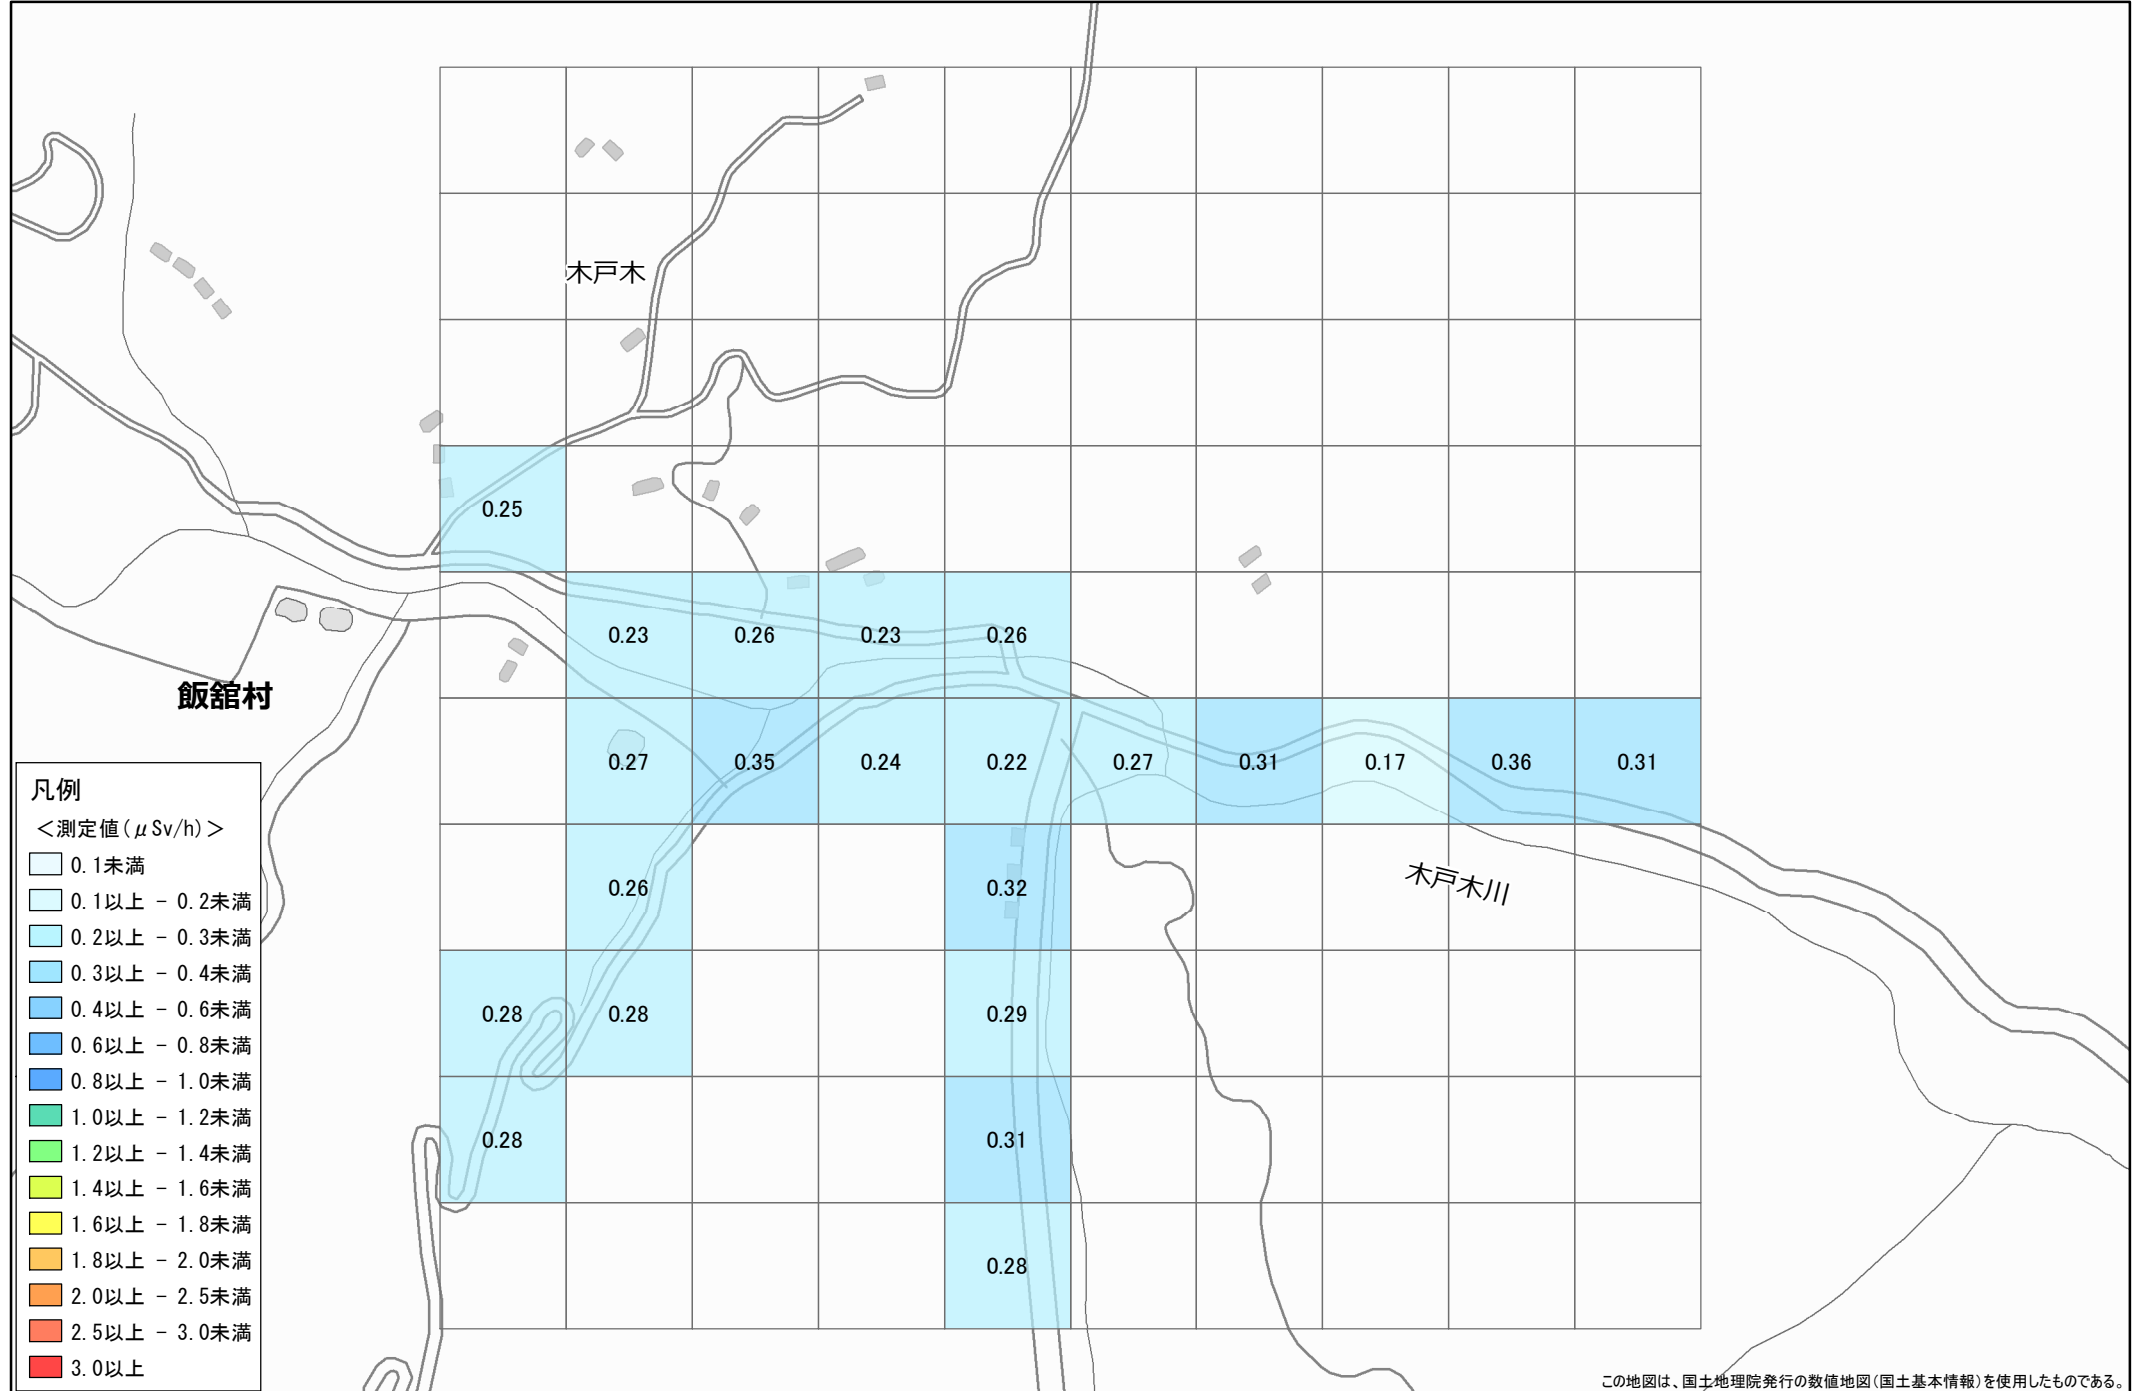 木戸木
0.25
0.23 0.26 0.23 0.26
飯舘村
0.27 0.35 0.24 0.22 0.27 0.31 0.17 0.36 0.31
0.26 0.32
木戸木川
0.28 0.28 0.29
0.28 0.31
0.28
凡例
＜測定値(μSv/h)＞
0.1未満
0.1以上 - 0.2未満
0.2以上 - 0.3未満
0.3以上 - 0.4未満
0.4以上 - 0.6未満
0.6以上 - 0.8未満
0.8以上 - 1.0未満
1.0以上 - 1.2未満
1.2以上 - 1.4未満
1.4以上 - 1.6未満
1.6以上 - 1.8未満
1.8以上 - 2.0未満
2.0以上 - 2.5未満
2.5以上 - 3.0未満
3.0以上
この地図は、国土地理院発行の数値地図(国土基本情報)を使用したものである。